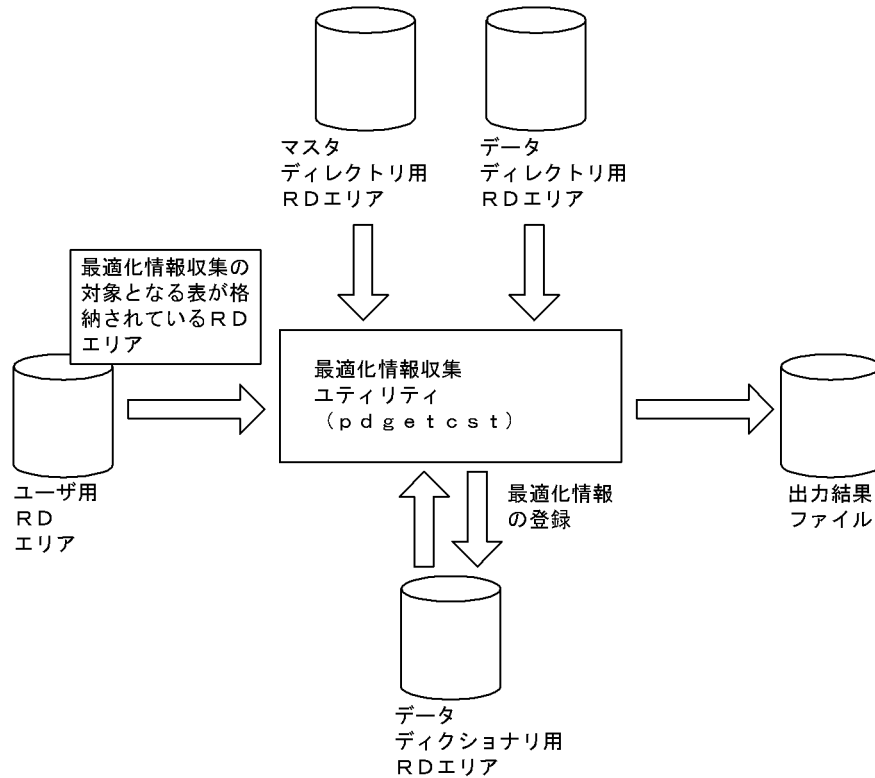 マスタ
ディレクトリ用
ＲＤエリア
データ
ディレクトリ用
ＲＤエリア
最適化情報収集の
対象となる表が格
納されているＲＤ
エリア
最適化情報収集
ユティリティ
（ｐｄｇｅｔｃｓｔ）
ユーザ用
ＲＤ
エリア
最適化情報
の登録
出力結果
ファイル
データ
ディクショナリ用
ＲＤエリア